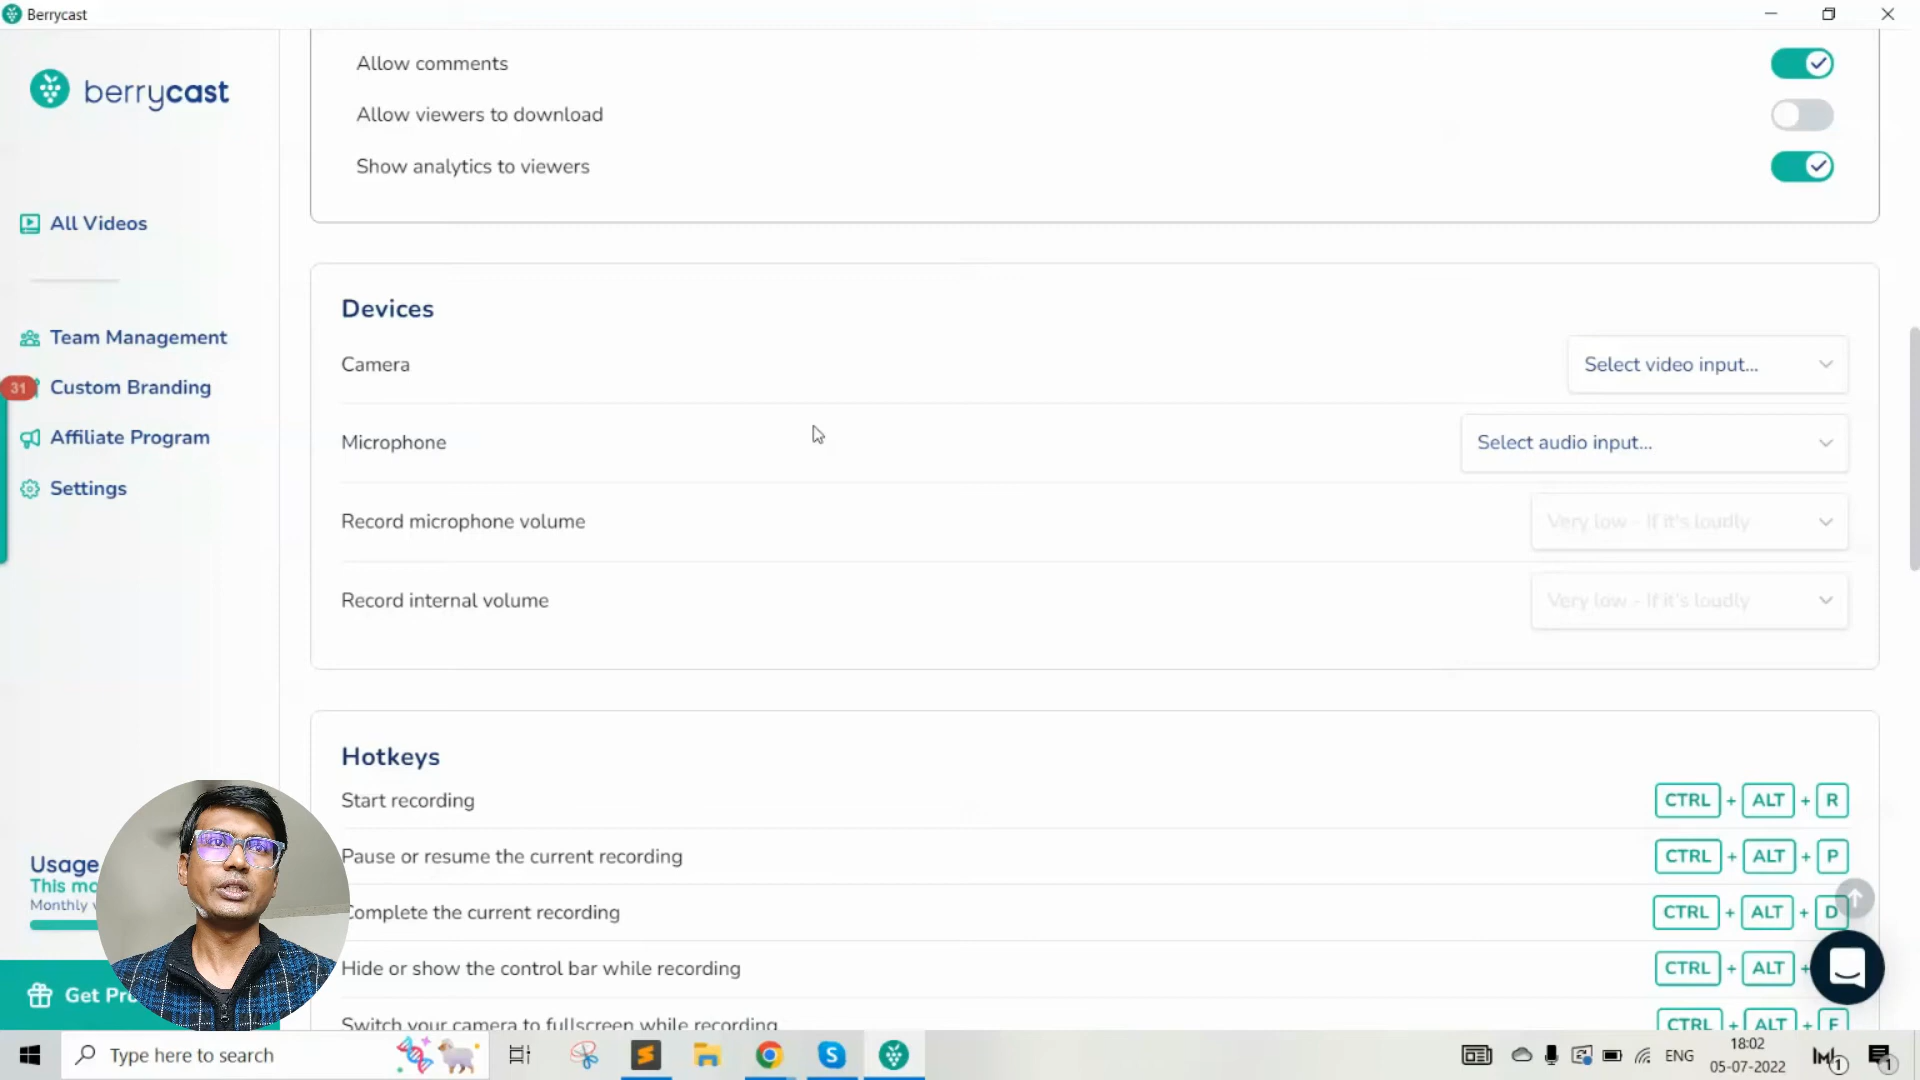 Berrycast
berrycast
All Videos
Team Management
31
Custom Branding
Affiliate Program
Settings
Usage
This mo
Monthly
Get Pro
Allow comments
Allow viewers to download
Show analytics to viewers
Devices
Camera
Select video input...
Microphone
Select audio input...
Record microphone volume
Very low - If it's loudly
Record internal volume
Very low - If it's loudly
Hotkeys
Start recording
CTRL + ALT + R
Pause or resume the current recording
CTRL + ALT + P
Complete the current recording
CTRL + ALT + D
Hide or show the control bar while recording
CTRL + ALT +
Switch your camera to fullscreen while recording
CTRL + ALT + F
Type here to search
ENG
18:02
05-07-2022
1
1